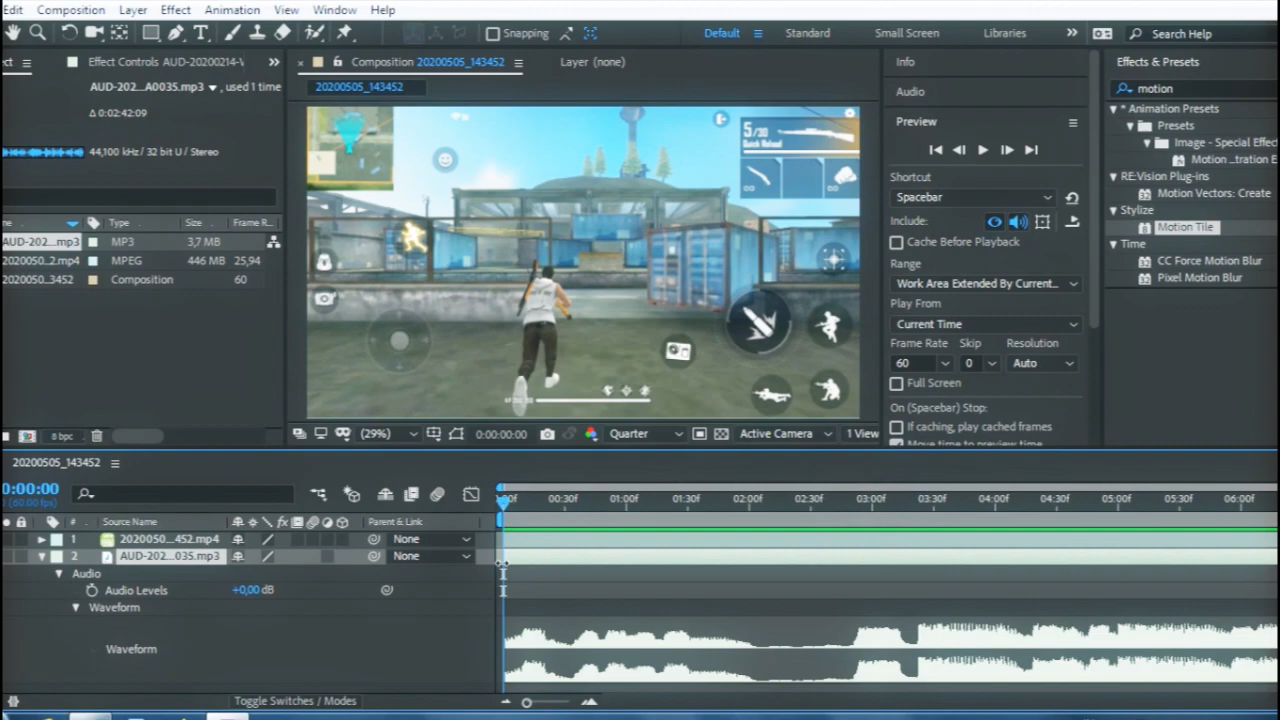 Edit Composition Layer Effect Animation View Window Help
Snapping Default Standard Small Screen Libraries Search Help
Effect Controls AUD-20200214-
Composition 20200505_143452 Layer (none)
Info
Effects & Presets
AUD-202...A0035.mp3, used 1 time
20200505_143452
Audio
motion
Δ 0:02:42:09
Preview
* Animation Presets
Presets
Image - Special Effec
Motion ..tration E
44,100 kHz / 32 bit U / Stereo
5/30
Quick Reload
Shortcut
Spacebar
RE:Vision Plug-ins
Motion Vectors: Create
Type Size Frame R...
Include:
Stylize
Motion Tile
AUD-202...mp3 MP3 3,7 MB
Cache Before Playback
Time
2020050...2.mp4 MPEG 446 MB 25,94
Range
CC Force Motion Blur
2020050...3452 Composition 60
Work Area Extended By Current...
Pixel Motion Blur
Play From
Current Time
Frame Rate Skip Resolution
60 0 Auto
Full Screen
On (Spacebar) Stop:
If caching, play cached frames
Move time to preview time
8 bpc
(29%) 0:00:00:00 Quarter Active Camera 1 View
20200505_143452
0:00:00
(60.00 fps)
00:30f 01:00f 01:30f 02:00f 02:30f 03:00f 03:30f 04:00f 04:30f 05:00f 05:30f 06:00f
# Source Name fx Parent & Link
1 2020050...452.mp4 None
2 AUD-202...035.mp3 None
Audio
Audio Levels +0,00 dB
Waveform
Waveform
Toggle Switches / Modes